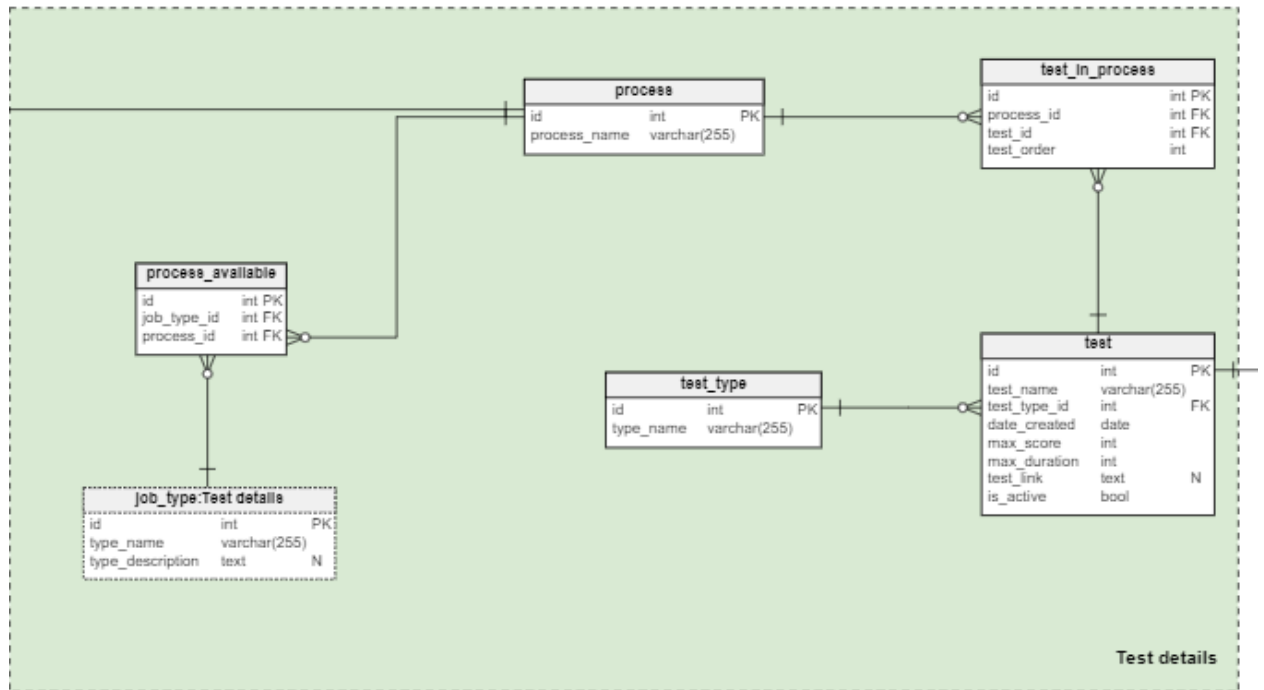 process
id int PK
process_name varchar(255)
test_in_process
id int PK
process_id int FK
test_id int FK
test_order int
process_available
id int PK
job_type_id int FK
process_id int FK
test_type
id int PK
type_name varchar(255)
test
id int PK
test_name varchar(255)
test_type_id int FK
date_created date
max_score int
max_duration int
test_link text N
is_active bool
job_type:Test details
id int PK
type_name varchar(255)
type_description text N
Test details